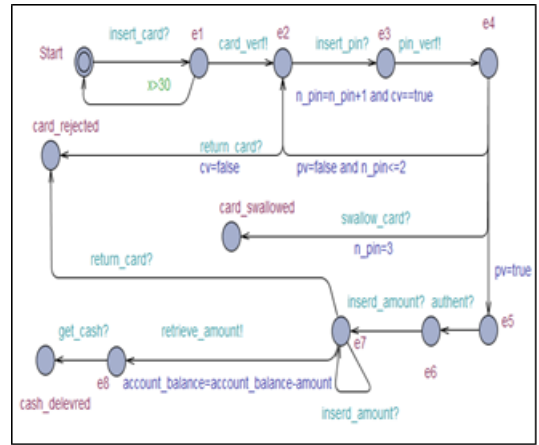 insert_card?
e1
e2
e4
card_verf!
insert_pin?
e3
pin_verf!
Start
x>30
n_pin=n_pin+1 and cv==true
card_rejected
return_card?
cv=false
pv=false and n_pin<=2
card_swallowed
swallow_card?
n_pin=3
return_card?
pv=true
inserd_amount?
authent?
e5
get_cash?
retrieve_amount!
e7
e6
e8
account_balance=account_balance-amount
cash_delevred
inserd_amount?